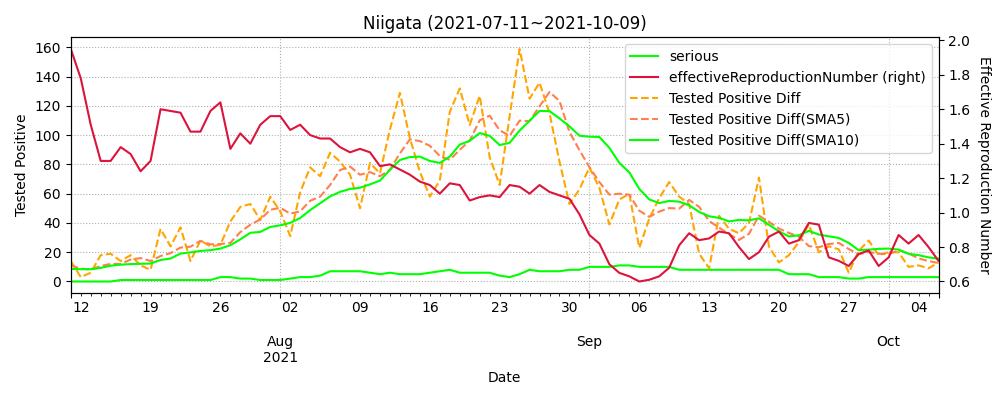 Niigata (2021-07-11~2021-10-09)
160
140
120
100
80
60
40
20
0
Tested Positive
2.0
1.8
1.6
1.4
1.2
1.0
0.8
0.6
Effective Reproduction Number
serious
effectiveReproductionNumber (right)
Tested Positive Diff
Tested Positive Diff(SMA5)
Tested Positive Diff(SMA10)
12 19 26 02 09 16 23 30 06 13 20 27 04
Aug Sep Oct
2021
Date